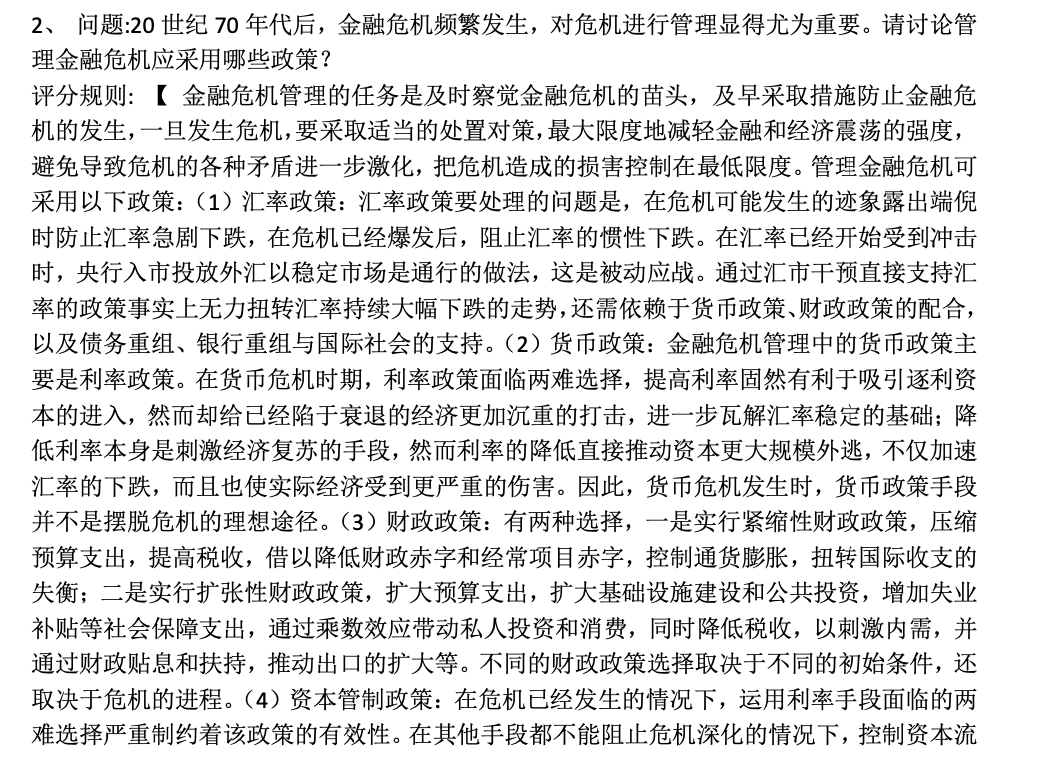 2、 问题:20 世纪 70 年代后，金融危机频繁发生，对危机进行管理显得尤为重要。请讨论管
理金融危机应采用哪些政策？
评分规则: 【 金融危机管理的任务是及时察觉金融危机的苗头，及早采取措施防止金融危
机的发生，一旦发生危机，要采取适当的处置对策，最大限度地减轻金融和经济震荡的强度，
避免导致危机的各种矛盾进一步激化，把危机造成的损害控制在最低限度。管理金融危机可
采用以下政策：（1）汇率政策：汇率政策要处理的问题是，在危机可能发生的迹象露出端倪
时防止汇率急剧下跌，在危机已经爆发后，阻止汇率的惯性下跌。在汇率已经开始受到冲击
时，央行入市投放外汇以稳定市场是通行的做法，这是被动应战。通过汇市干预直接支持汇
率的政策事实上无力扭转汇率持续大幅下跌的走势，还需依赖于货币政策、财政政策的配合，
以及债务重组、银行重组与国际社会的支持。（2）货币政策：金融危机管理中的货币政策主
要是利率政策。在货币危机时期，利率政策面临两难选择，提高利率固然有利于吸引逐利资
本的进入，然而却给已经陷于衰退的经济更加沉重的打击，进一步瓦解汇率稳定的基础；降
低利率本身是刺激经济复苏的手段，然而利率的降低直接推动资本更大规模外逃，不仅加速
汇率的下跌，而且也使实际经济受到更严重的伤害。因此，货币危机发生时，货币政策手段
并不是摆脱危机的理想途径。（3）财政政策：有两种选择，一是实行紧缩性财政政策，压缩
预算支出，提高税收，借以降低财政赤字和经常项目赤字，控制通货膨胀，扭转国际收支的
失衡；二是实行扩张性财政政策，扩大预算支出，扩大基础设施建设和公共投资，增加失业
补贴等社会保障支出，通过乘数效应带动私人投资和消费，同时降低税收，以刺激内需，并
通过财政贴息和扶持，推动出口的扩大等。不同的财政政策选择取决于不同的初始条件，还
取决于危机的进程。（4）资本管制政策：在危机已经发生的情况下，运用利率手段面临的两
难选择严重制约着该政策的有效性。在其他手段都不能阻止危机深化的情况下，控制资本流